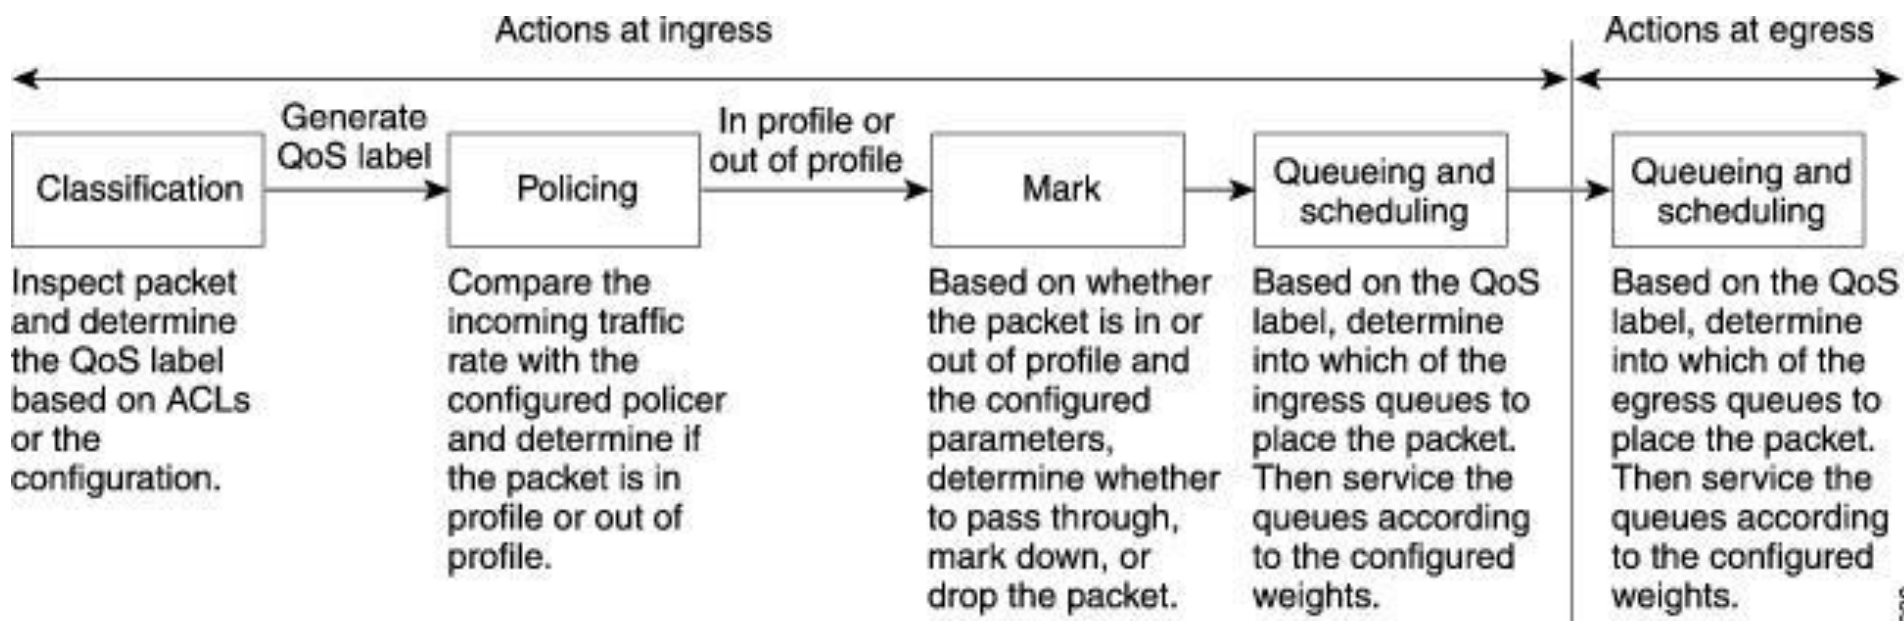 Actions at ingress
Actions at egress
Generate
QoS label
In profile or
out of profile
Classification
Policing
Mark
Queueing and
scheduling
Queueing and
scheduling
Inspect packet
and determine
the QoS label
based on ACLs
or the
configuration.
Compare the
incoming traffic
rate with the
configured policer
and determine if
the packet is in
profile or out of
profile.
Based on whether
the packet is in or
out of profile and
the configured
parameters,
determine whether
to pass through,
mark down, or
drop the packet.
Based on the QoS
label, determine
into which of the
ingress queues to
place the packet.
Then service the
queues according
to the configured
weights.
Based on the QoS
label, determine
into which of the
egress queues to
place the packet.
Then service the
queues according
to the configured
weights.